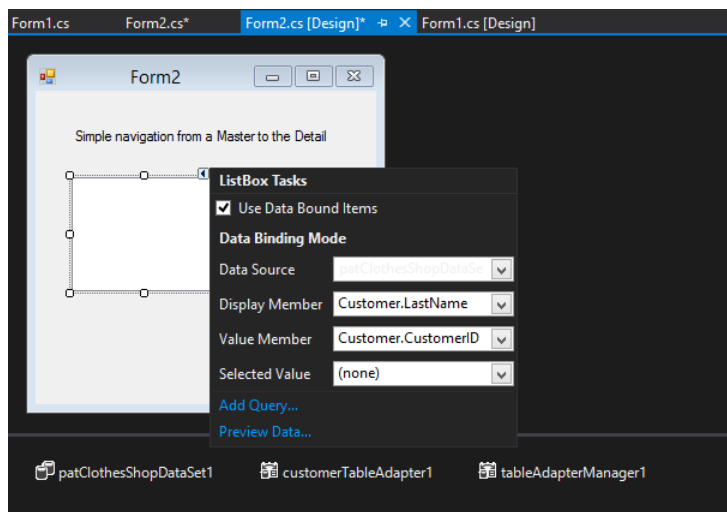 Form1.cs Form2.cs* Form2.cs [Design]* Form1.cs [Design]
Form2
Simple navigation from a Master to the Detail
ListBox Tasks
Use Data Bound Items
Data Binding Mode
Data Source patClothesShopDataSe
Display Member Customer.LastName
Value Member Customer.CustomerID
Selected Value (none)
Add Query...
Preview Data...
patClothesShopDataSet1 customerTableAdapter1 tableAdapterManager1